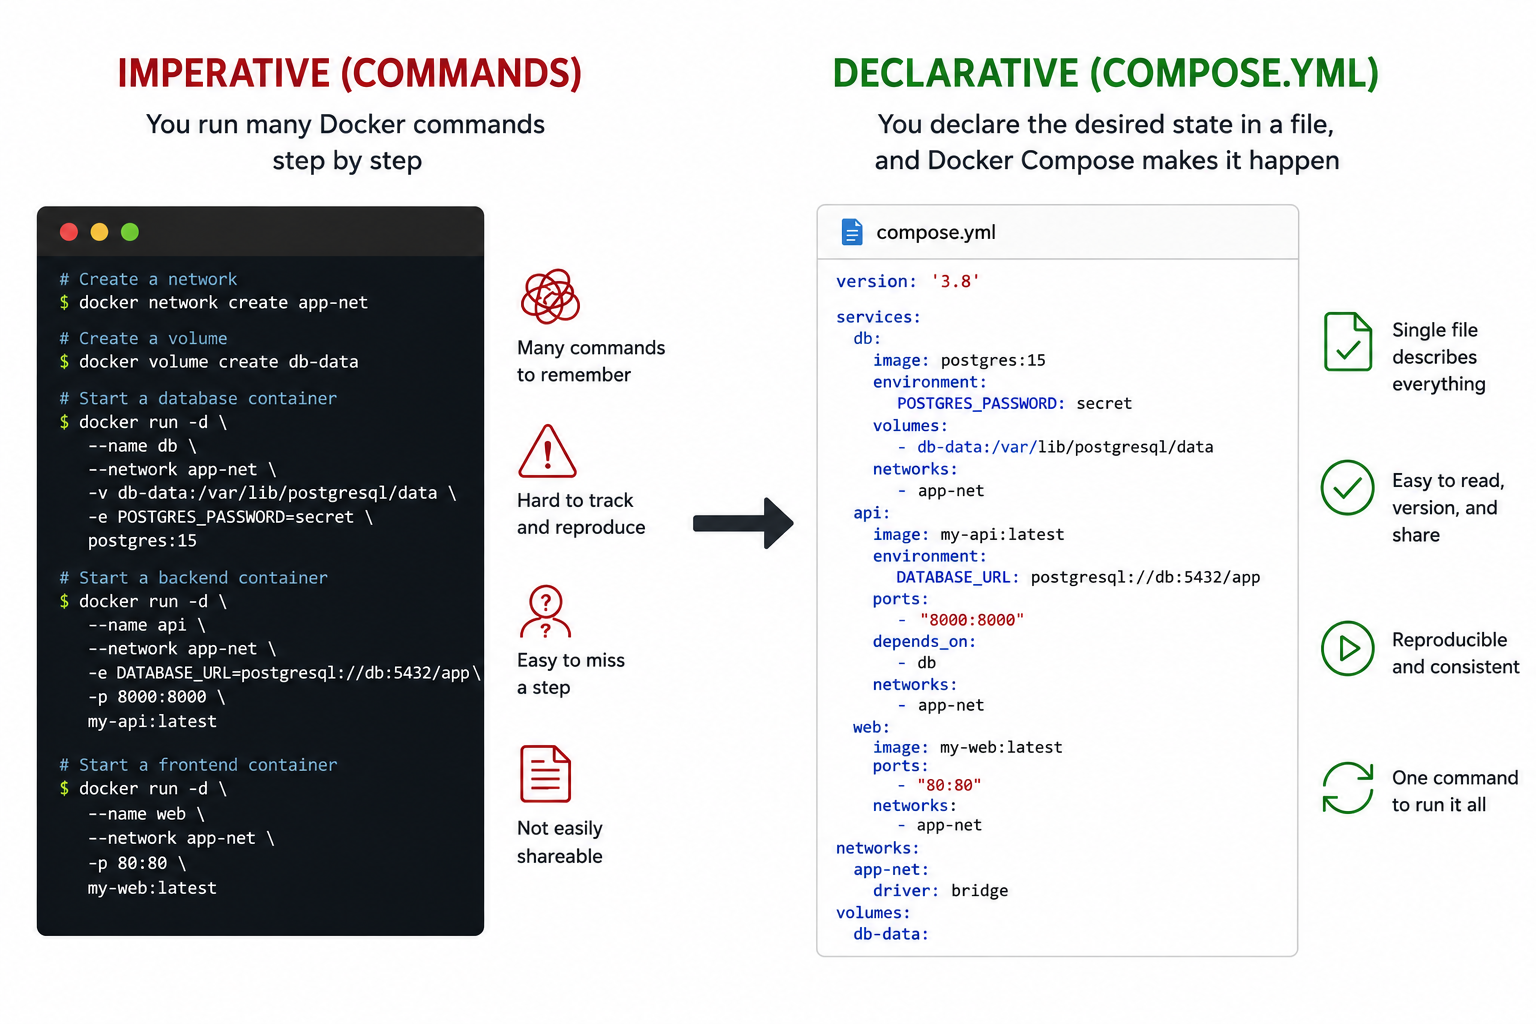 IMPERATIVE (COMMANDS)
You run many Docker commands
step by step
# Create a network
$ docker network create app-net
# Create a volume
$ docker volume create db-data
# Start a database container
$ docker run -d \
--name db \
--network app-net \
-v db-data:/var/lib/postgresql/data \
-e POSTGRES_PASSWORD=secret \
postgres:15
# Start a backend container
$ docker run -d \
--name api \
--network app-net \
-e DATABASE_URL=postgresql://db:5432/app\
-p 8000:8000 \
my-api:latest
# Start a frontend container
$ docker run -d \
--name web \
--network app-net \
-p 80:80 \
my-web:latest
Many commands
to remember
Hard to track
and reproduce
Easy to miss
a step
Not easily
shareable
DECLARATIVE (COMPOSE.YML)
You declare the desired state in a file,
and Docker Compose makes it happen
compose.yml
version: '3.8'
services:
db:
image: postgres:15
environment:
POSTGRES_PASSWORD: secret
volumes:
- db-data:/var/lib/postgresql/data
networks:
- app-net
api:
image: my-api:latest
environment:
DATABASE_URL: postgresql://db:5432/app
ports:
- "8000:8000"
depends_on:
- db
networks:
- app-net
web:
image: my-web:latest
ports:
- "80:80"
networks:
- app-net
networks:
app-net:
driver: bridge
volumes:
db-data:
Single file
describes
everything
Easy to read,
version, and
share
Reproducible
and consistent
One command
to run it all